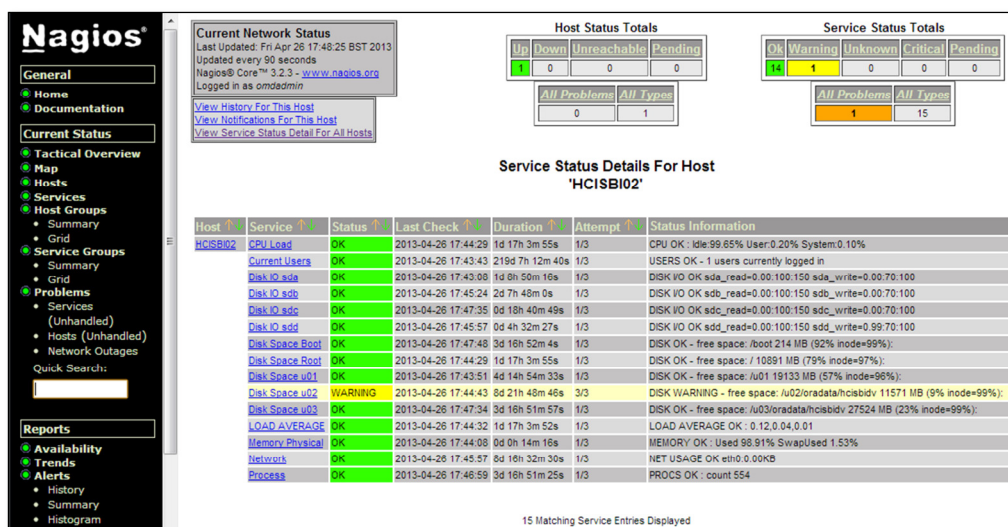 Nagios®
General
Home
Documentation
Current Status
Tactical Overview
Map
Hosts
Services
Host Groups
Summary
Grid
Service Groups
Summary
Grid
Problems
Services
(Unhandled)
Hosts (Unhandled)
Network Outages
Quick Search:
Reports
Availability
Trends
Alerts
History
Summary
Histogram
Current Network Status
Last Updated: Fri Apr 26 17:48:25 BST 2013
Updated every 90 seconds
Nagios® Core™ 3.2.3 - www.nagios.org
Logged in as omdadmin
View History For This Host
View Notifications For This Host
View Service Status Detail For All Hosts
Host Status Totals
Up Down Unreachable Pending
1 0 0 0
All Problems All Types
0 1
Service Status Totals
Ok Warning Unknown Critical Pending
14 1 0 0 0
All Problems All Types
1 15
Service Status Details For Host
'HCISBI02'
Host Service Status Last Check Duration Attempt Status Information
HCISBI02 CPU Load OK 2013-04-26 17:44:29 1d 17h 3m 55s 1/3 CPU OK : Idle:99.65% User:0.20% System:0.10%
Current Users OK 2013-04-26 17:43:43 219d 7h 12m 40s 1/3 USERS OK - 1 users currently logged in
Disk IO sda OK 2013-04-26 17:43:08 1d 8h 50m 16s 1/3 DISK I/O OK sda_read=0.00:100:150 sda_write=0.00:70:100
Disk IO sdb OK 2013-04-26 17:45:24 2d 7h 48m 0s 1/3 DISK I/O OK sdb_read=0.00:100:150 sdb_write=0.00:70:100
Disk IO sdc OK 2013-04-26 17:47:35 0d 18h 40m 49s 1/3 DISK I/O OK sdc_read=0.00:100:150 sdc_write=0.00:70:100
Disk IO sdd OK 2013-04-26 17:45:57 0d 4h 32m 27s 1/3 DISK I/O OK sdd_read=0.00:100:150 sdd_write=0.99:70:100
Disk Space Boot OK 2013-04-26 17:47:48 3d 16h 52m 4s 1/3 DISK OK - free space: /boot 214 MB (92% inode=99%):
Disk Space Root OK 2013-04-26 17:44:29 1d 17h 3m 55s 1/3 DISK OK - free space: / 10891 MB (79% inode=97%):
Disk Space u01 OK 2013-04-26 17:43:51 4d 14h 54m 33s 1/3 DISK OK - free space: /u01 19133 MB (57% inode=96%):
Disk Space u02 WARNING 2013-04-26 17:44:43 8d 21h 48m 46s 3/3 DISK WARNING - free space: /u02/oradata/hcisbidv 11571 MB (9% inode=99%):
Disk Space u03 OK 2013-04-26 17:47:34 3d 16h 51m 57s 1/3 DISK OK - free space: /u03/oradata/hcisbidv 27524 MB (23% inode=99%):
LOAD AVERAGE OK 2013-04-26 17:44:32 1d 17h 3m 52s 1/3 LOAD AVERAGE OK : 0.12,0.04,0.01
Memory Physical OK 2013-04-26 17:44:08 0d 0h 14m 16s 1/3 MEMORY OK : Used 98.91% SwapUsed 1.53%
Network OK 2013-04-26 17:45:57 8d 16h 32m 30s 1/3 NET USAGE OK eth0:0.00KB
Process OK 2013-04-26 17:46:59 3d 16h 51m 25s 1/3 PROCS OK : count 554
15 Matching Service Entries Displayed